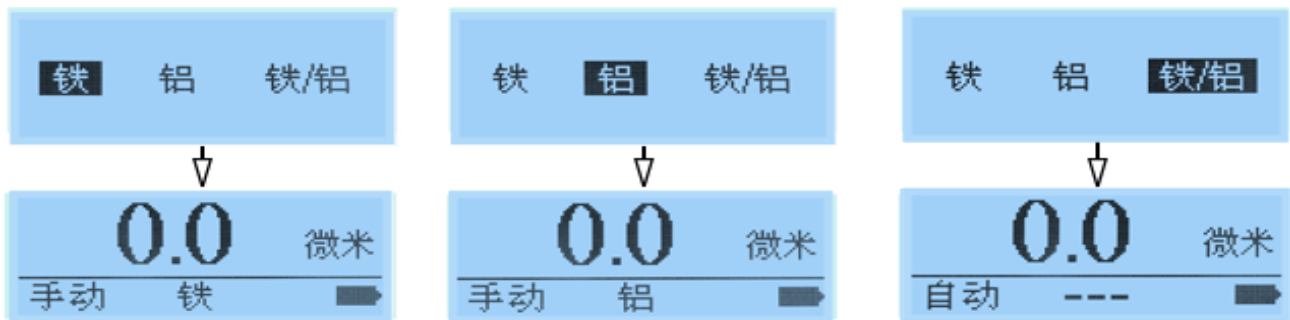 铁 铝 铁/铝
0.0 微米
手动 铁
铁 铝 铁/铝
0.0 微米
手动 铝
铁 铝 铁/铝
0.0 微米
自动 ---